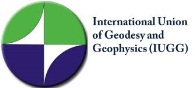 International Union
of Geodesy and
Geophysics (IUGG)